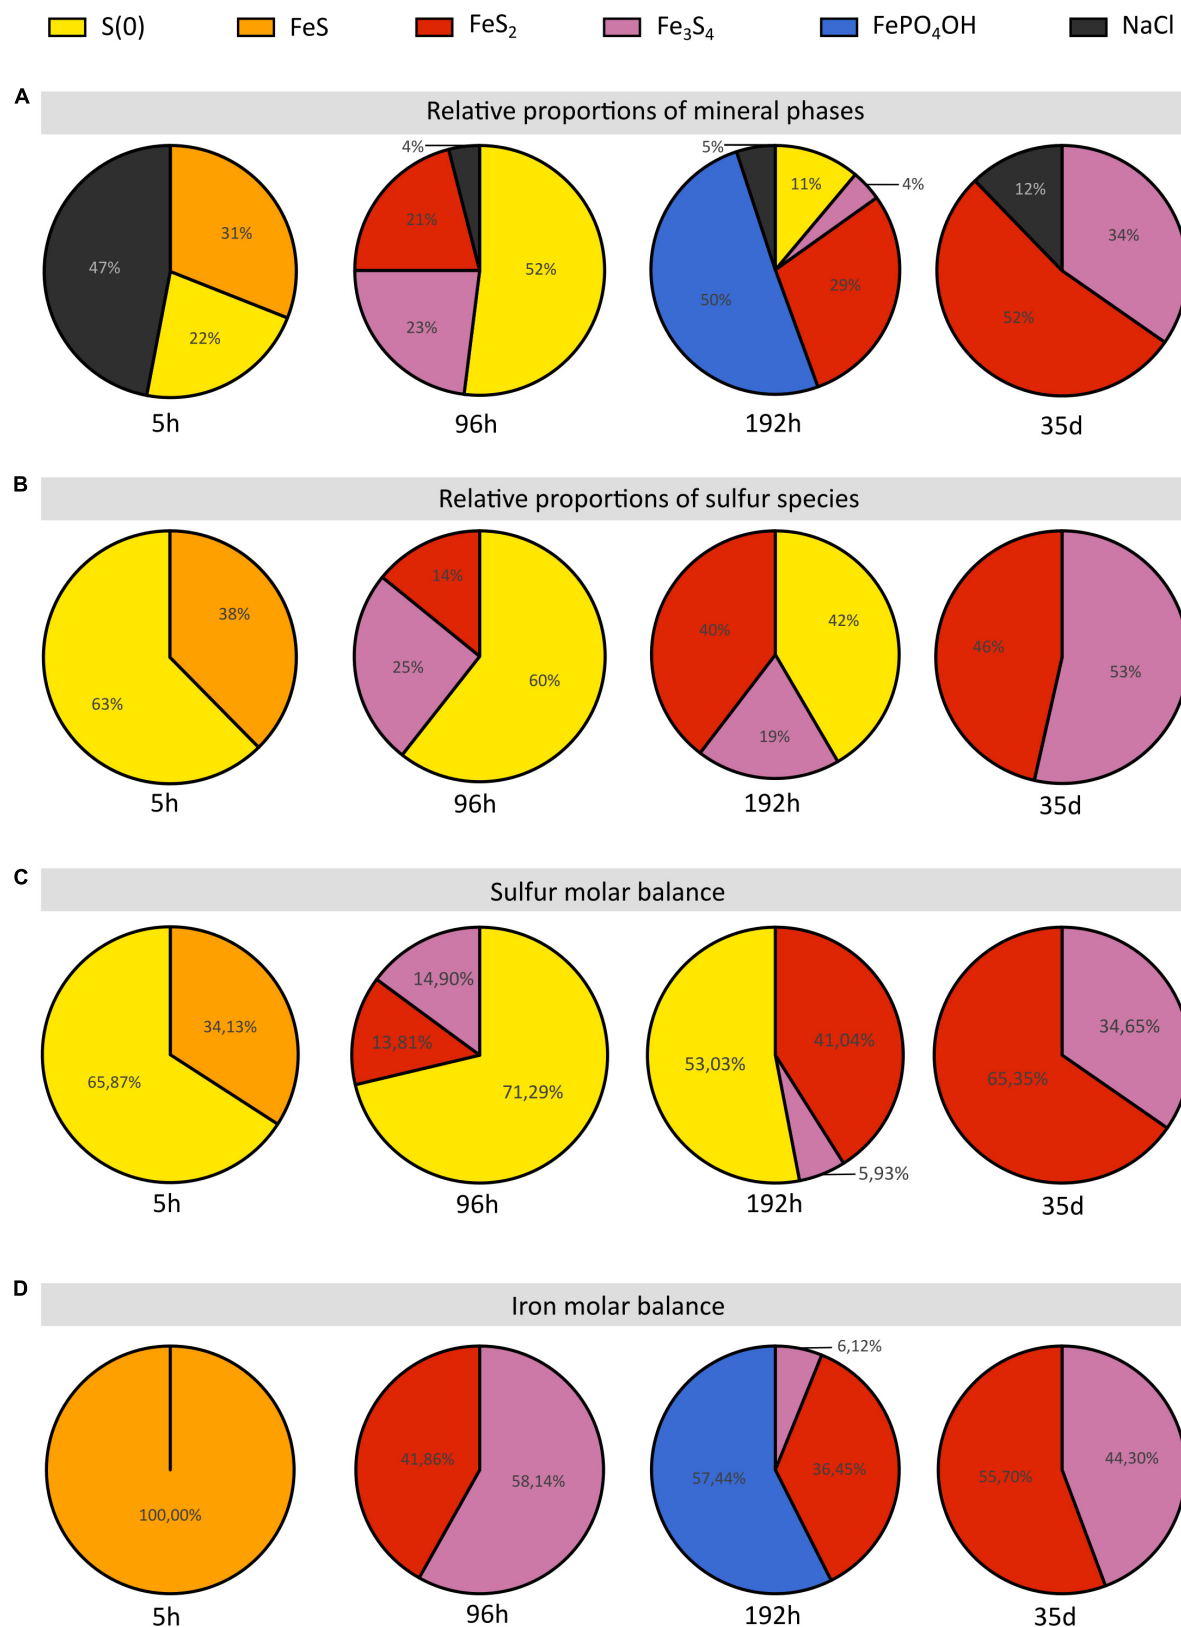 S(0) FeS FeS₂ Fe₃S₄ FePO₄OH NaCl
A Relative proportions of mineral phases
47% 31% 22%
4% 21% 52% 23%
5% 11% 4% 29% 50%
12% 34% 52%
5h 96h 192h 35d
B Relative proportions of sulfur species
38% 63%
14% 25% 60%
40% 42% 19%
46% 53%
5h 96h 192h 35d
C Sulfur molar balance
34,13% 65,87%
14,90% 13,81% 71,29%
53,03% 41,04% 5,93%
34,65% 65,35%
5h 96h 192h 35d
D Iron molar balance
100,00%
41,86% 58,14%
6,12% 57,44% 36,45%
55,70% 44,30%
5h 96h 192h 35d